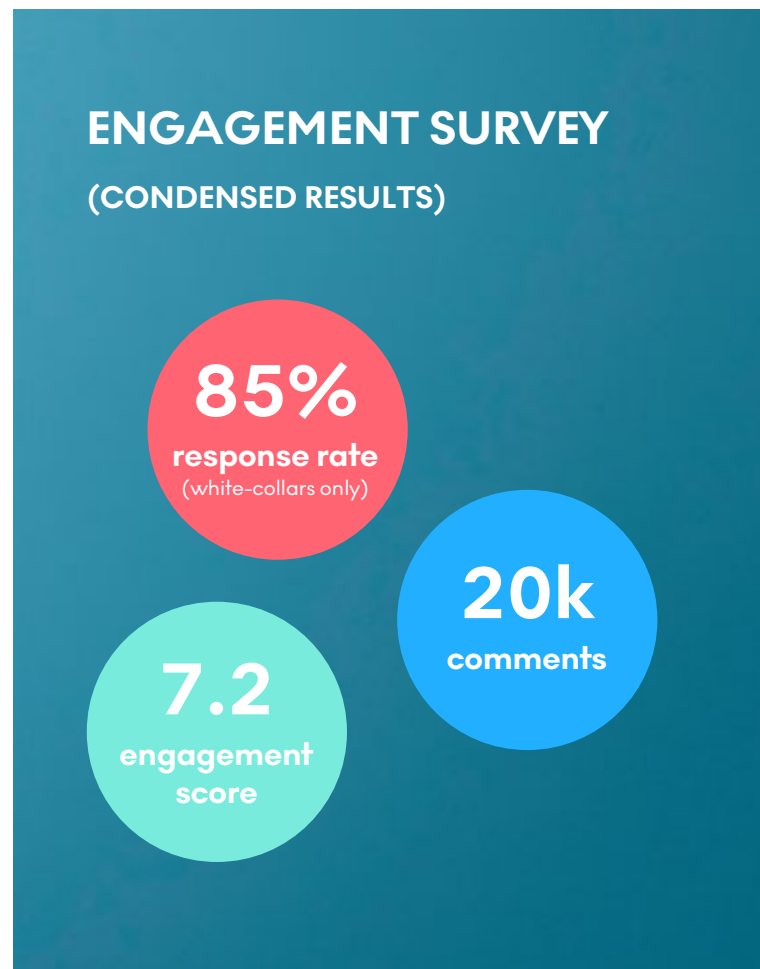 ENGAGEMENT SURVEY
(CONDENSED RESULTS)
85%
response rate
(white-collars only)
20k
comments
7.2
engagement
score